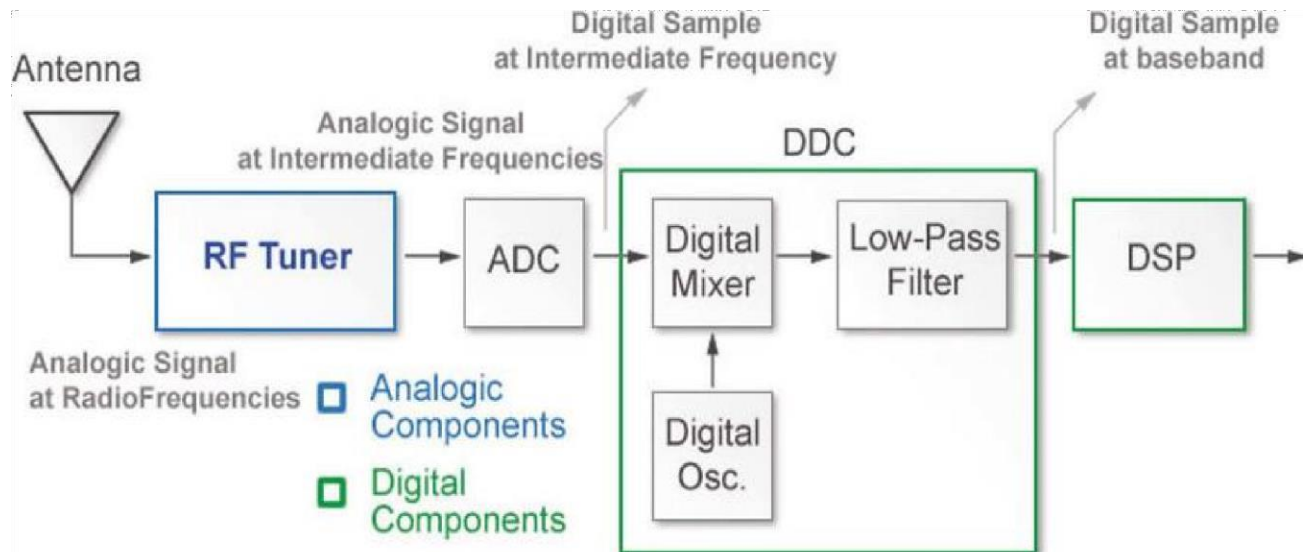 Digital Sample
at Intermediate Frequency
Digital Sample
at baseband
Antenna
Analogic Signal
at Intermediate Frequencies
DDC
RF Tuner
ADC
Digital
Mixer
Low-Pass
Filter
DSP
Analogic Signal
at RadioFrequencies
Analogic
Components
Digital
Osc.
Digital
Components